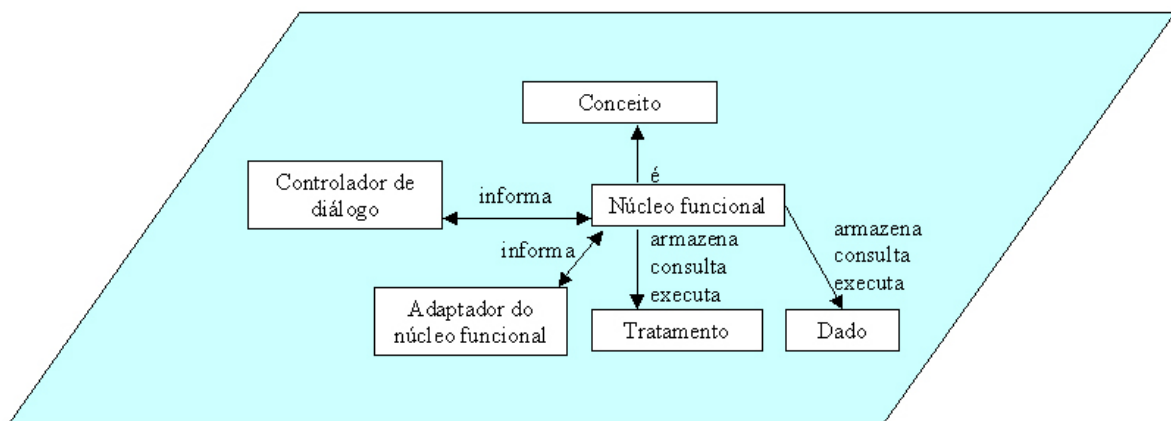 Conceito
é
Controlador de
diálogo
informa
Núcleo funcional
informa
armazena
consulta
executa
armazena
consulta
executa
Adaptador do
núcleo funcional
Tratamento
Dado